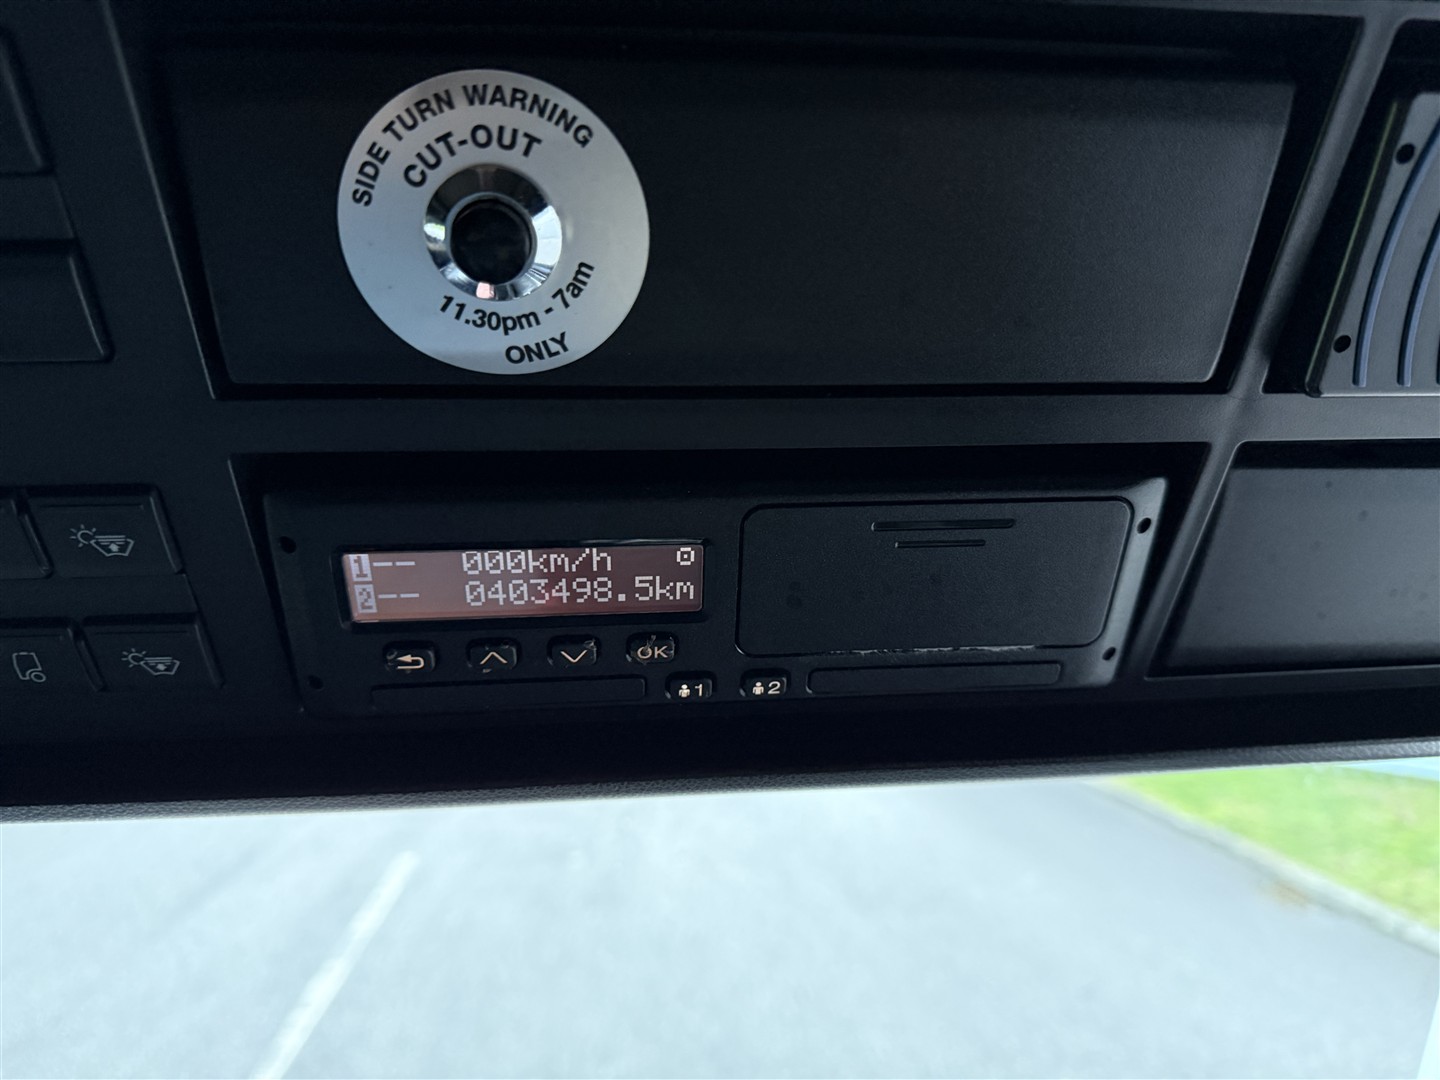 SIDE TURN WARNING
CUT-OUT
11.30pm - 7am
ONLY
1-- 000km/h
2-- 0403498.5km
OK
1 2